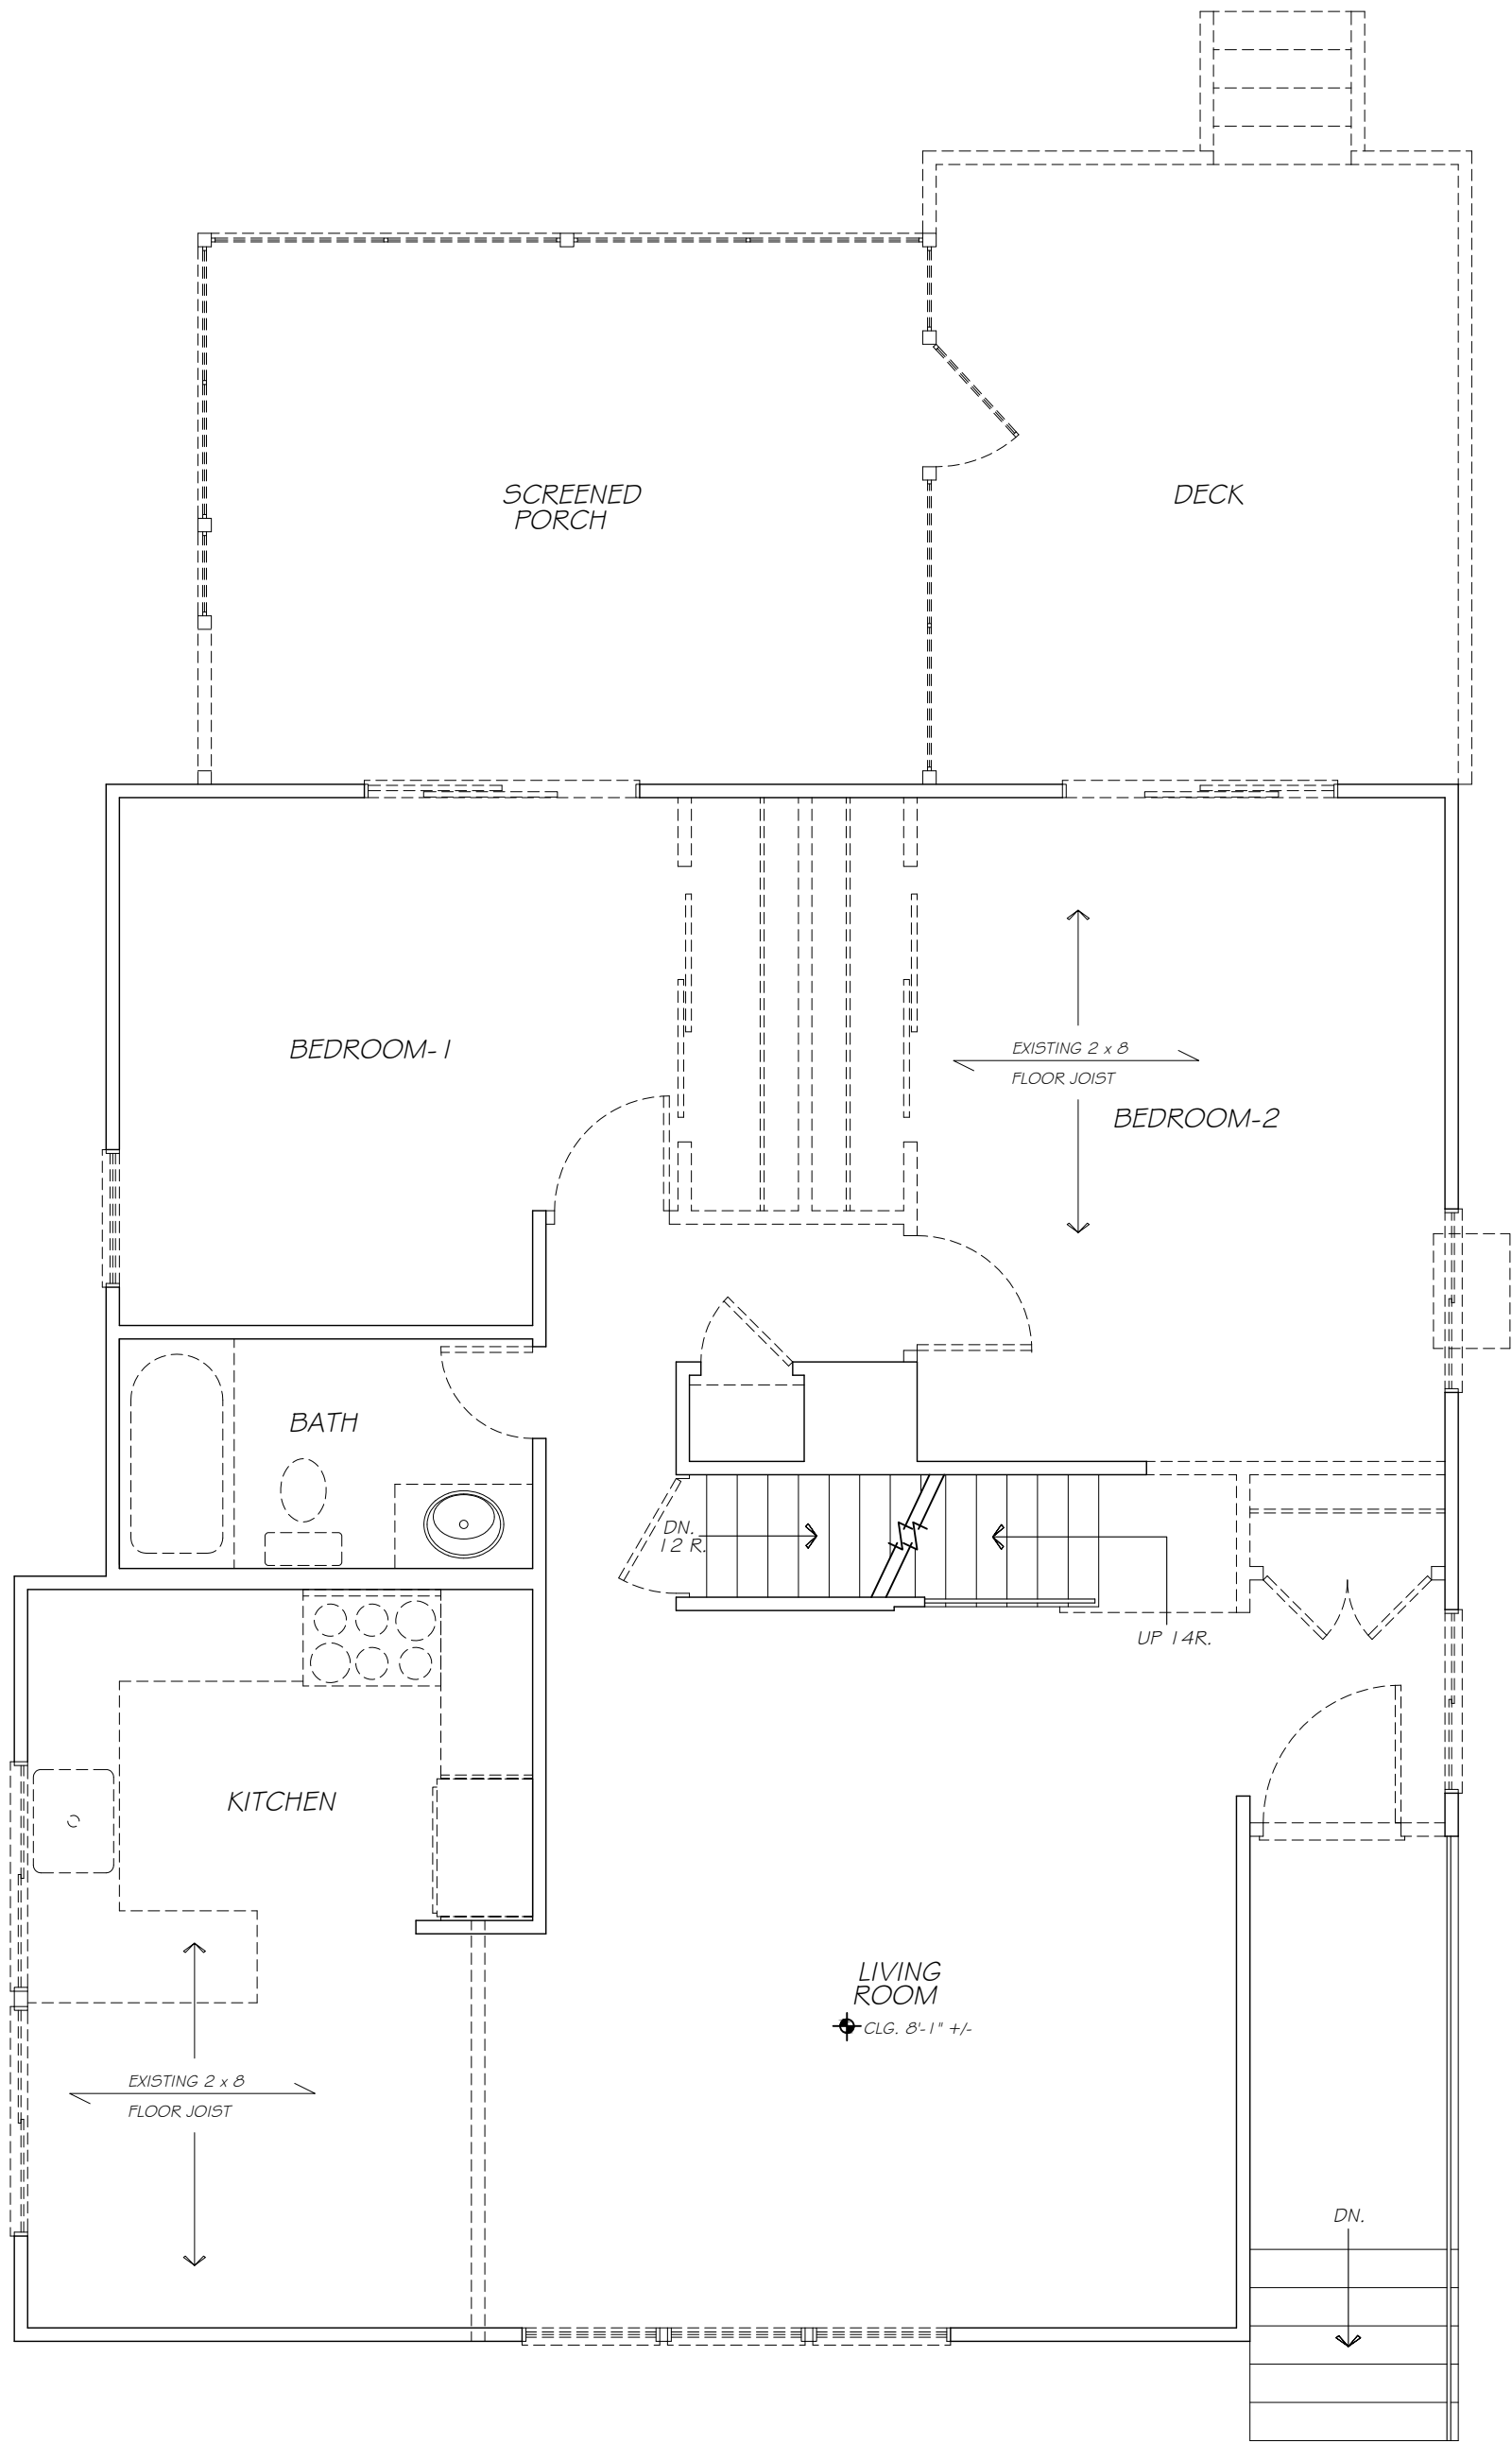 SCREENED
PORCH
DECK
BEDROOM-1
EXISTING 2 x 8
FLOOR JOIST
BEDROOM-2
BATH
DN.
12 R.
UP 14R.
KITCHEN
LIVING
ROOM
CLG. 8'-1" +/-
EXISTING 2 x 8
FLOOR JOIST
DN.